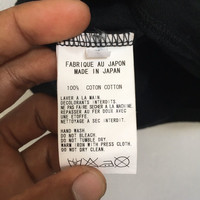 FABRIQUE AU JAPON
MADE IN JAPAN
100% COTON COTTON
LAVER A LA MAIN.
DECOLORANTS INTERDITS.
NE PAS FAIRE SECHER A LA MACHINE.
REPASSER AU FER DOUX AVEC
UNE ETOFFE.
NETTOYAGE A SEC INTERDIT.
HAND WASH
DO NOT BLEACH.
DO NOT TUMBLE DRY
WARM IRON WITH PRESS CLOTH.
DO NOT DRY CLEAN.